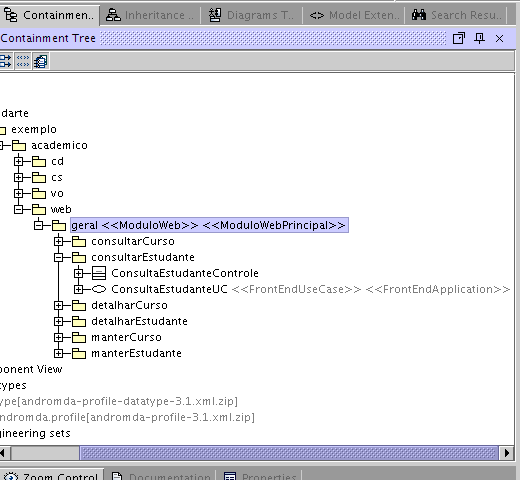 Containmen...
Inheritance ...
Diagrams T...
<> Model Exten...
Search Resu...
Containment Tree
darte
exemplo
academico
cd
cs
vo
web
geral <<ModuloWeb>> <<ModuloWebPrincipal>>
consultarCurso
consultarEstudante
ConsultaEstudanteControle
ConsultaEstudanteUC <<FrontEndUseCase>> <<FrontEndApplication>>
detalharCurso
detalharEstudante
manterCurso
manterEstudante
ponent View
types
ype[andromda-profile-datatype-3.1.xml.zip]
ndromda.profile[andromda-profile-3.1.xml.zip]
gineering sets
Zoom Control
Documentation
Properties